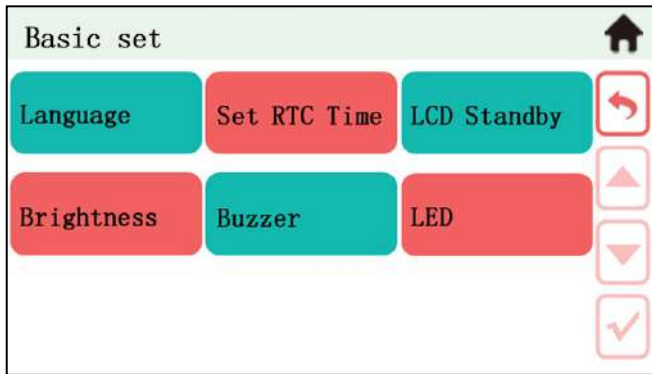 Basic set
Language Set RTC Time LCD Standby
Brightness Buzzer LED